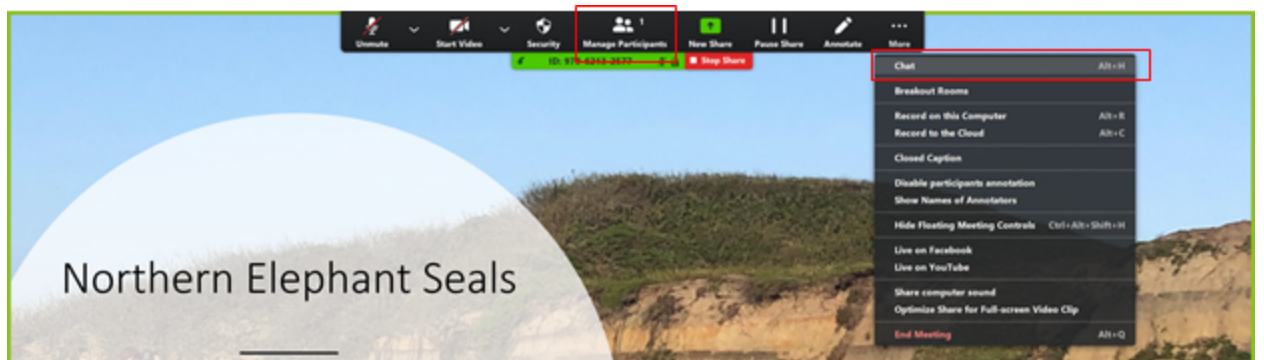 1
Unmute
Start Video
Security
Manage Participants
New Share
Pause Share
Annotate
More
Stop Share
Chat Alt+H
Breakout Rooms
Record on this Computer Alt+R
Record to the Cloud Alt+C
Closed Caption
Disable participants annotation
Show Names of Annotators
Hide Floating Meeting Controls Ctrl+Alt+Shift+H
Live on Facebook
Live on YouTube
Share computer sound
Optimize Share for Full-screen Video Clip
End Meeting Alt+Q
Northern Elephant Seals